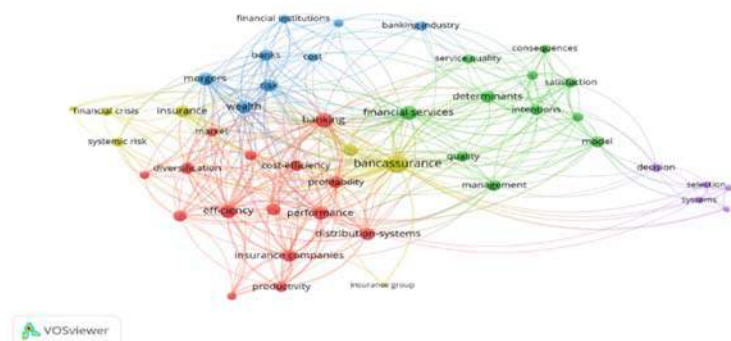 financial institutions
banking industry
consequences
banks
cost
service quality
mergers
risk
satisfaction
determinants
financial crisis
insurance
wealth
financial services
intentions
market
banking
systemic risk
model
diversification
cost-efficiency
bancassurance
quality
decision
profitability
management
selection
systems
efficiency
performance
distribution-systems
insurance companies
productivity
insurance group
VOSviewer